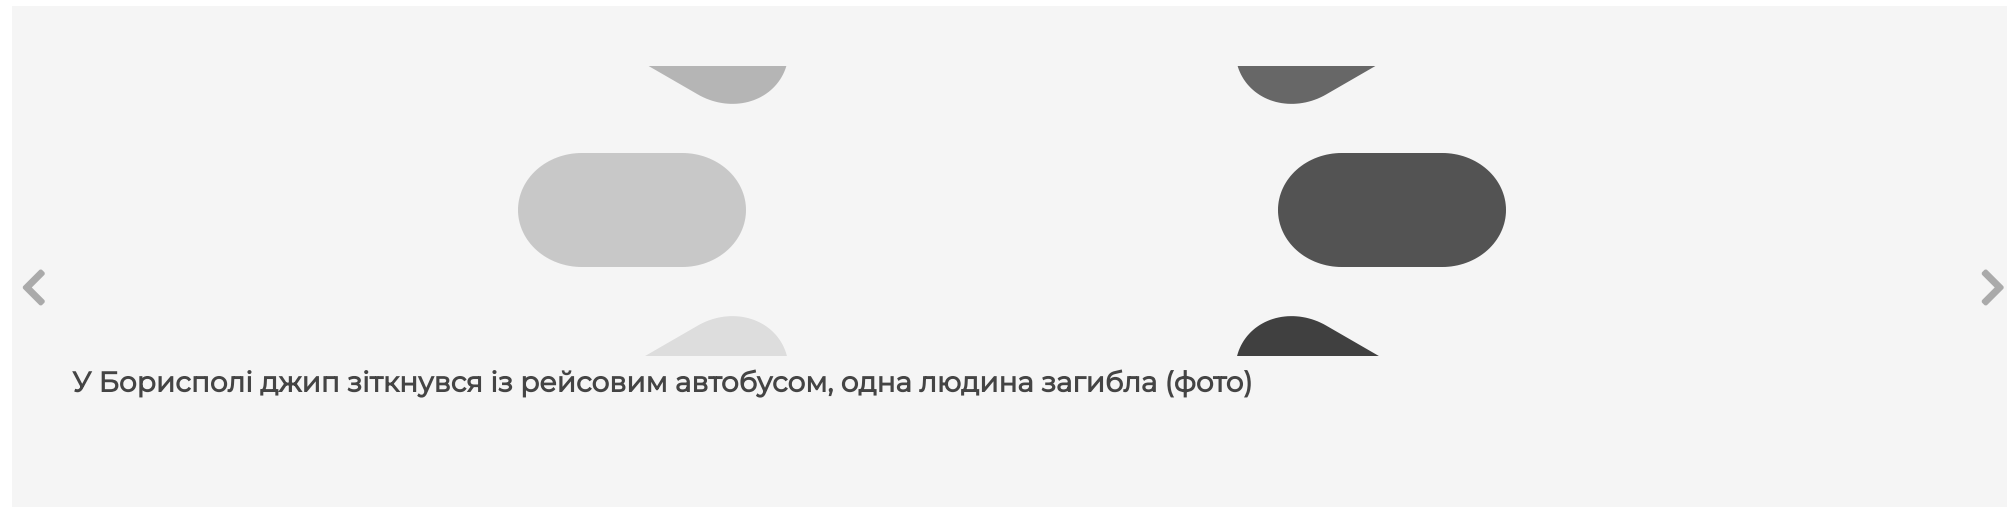 У Борисполі джип зіткнувся із рейсовим автобусом, одна людина загибла (фото)